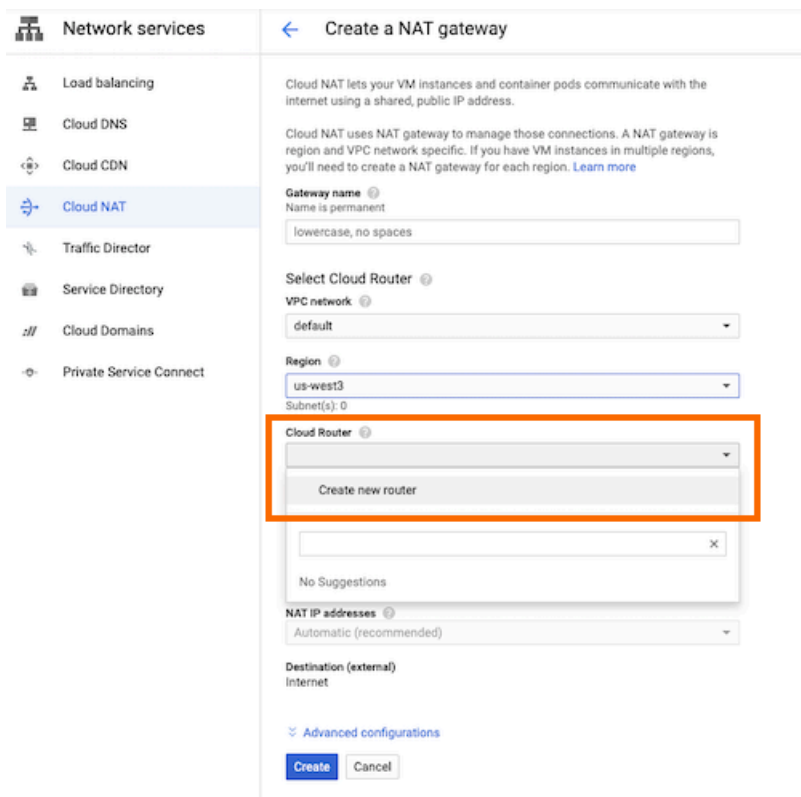 Network services
Create a NAT gateway
Load balancing
Cloud DNS
Cloud CDN
Cloud NAT
Traffic Director
Service Directory
Cloud Domains
Private Service Connect
Cloud NAT lets your VM instances and container pods communicate with the
internet using a shared, public IP address.
Cloud NAT uses NAT gateway to manage those connections. A NAT gateway is
region and VPC network specific. If you have VM instances in multiple regions,
you'll need to create a NAT gateway for each region. Learn more
Gateway name
Name is permanent
lowercase, no spaces
Select Cloud Router
VPC network
default
Region
us-west3
Subnet(s): 0
Cloud Router
Create new router
No Suggestions
NAT IP addresses
Automatic (recommended)
Destination (external)
Internet
Advanced configurations
Create Cancel